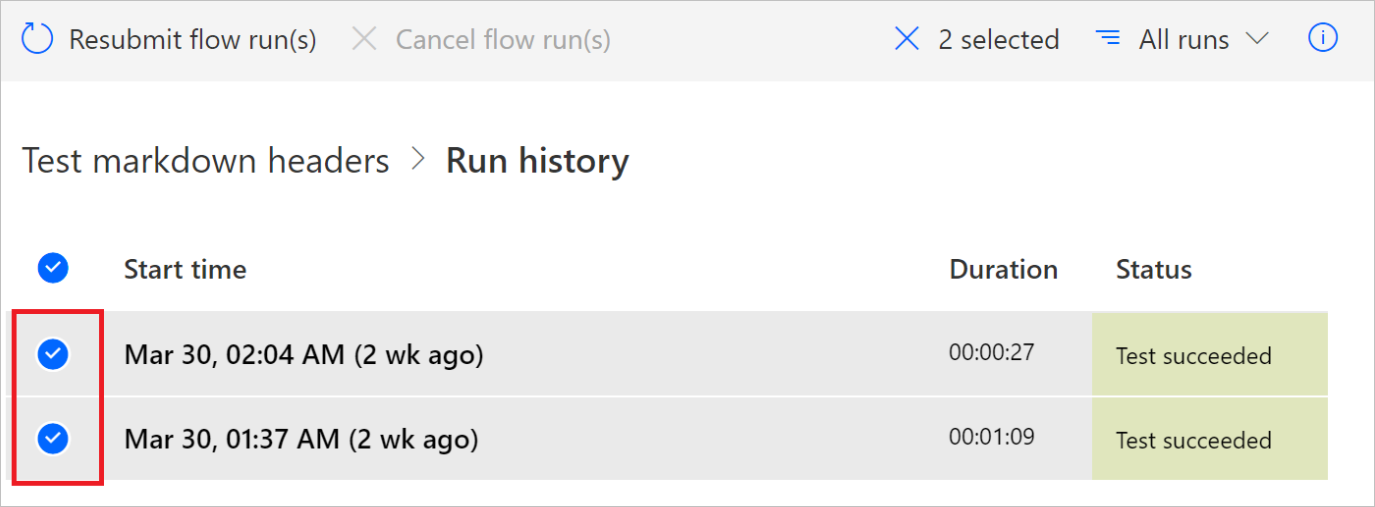 Resubmit flow run(s) Cancel flow run(s) 2 selected All runs
Test markdown headers > Run history
Start time Duration Status
Mar 30, 02:04 AM (2 wk ago) 00:00:27 Test succeeded
Mar 30, 01:37 AM (2 wk ago) 00:01:09 Test succeeded